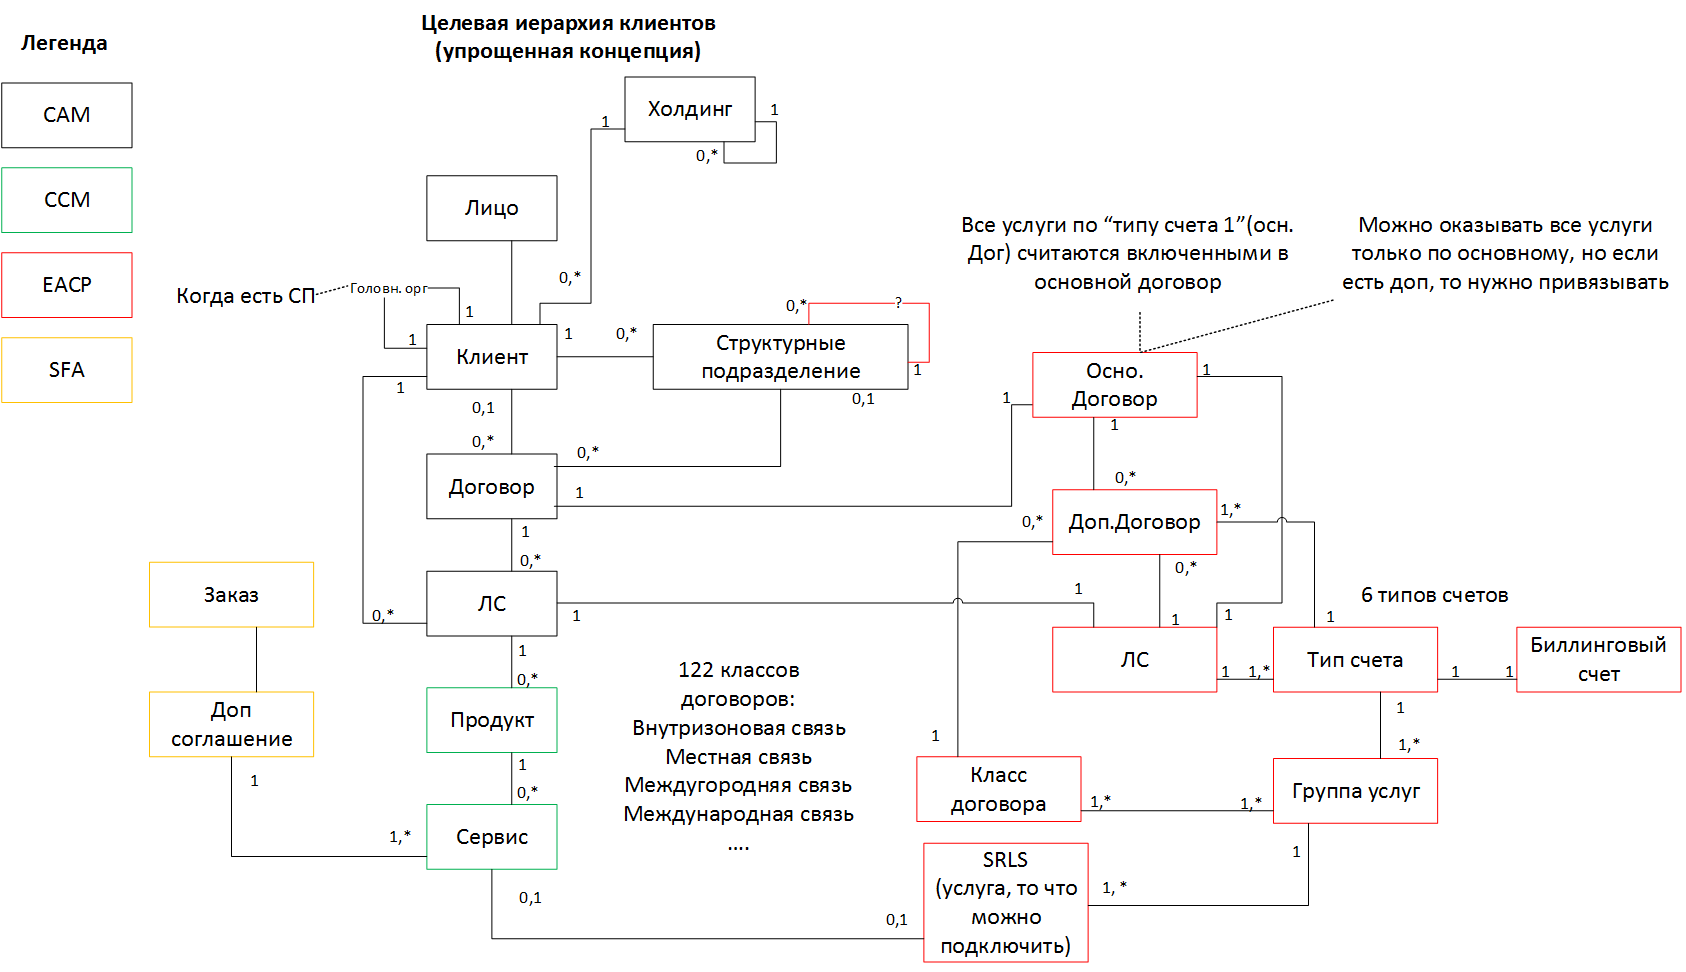 Целевая иерархия клиентов
(упрощенная концепция)
Легенда
CAM
CCM
EACP
SFA
Холдинг
1
1
0,*
Лицо
0,*
Когда есть СП
Головн. орг
1
1
Клиент
1
1
0,*
0,*
?
Структурные
подразделение
1
0,1
0,1
0,*
0,*
Договор
1
1
0,*
ЛС
0,*
1
1
0,*
Продукт
1
0,*
Сервис
1,*
0,1
Заказ
Доп
соглашение
1
122 классов
договоров:
Внутризоновая связь
Местная связь
Междугородняя связь
Международная связь
....
Все услуги по “типу счета 1”(осн.
Дог) считаются включенными в
основной договор
Можно оказывать все услуги
только по основному, но если
есть доп, то нужно привязывать
Осно.
Договор
1
1
1
0,*
Доп.Договор
0,*
1,*
0,*
1
1
1
ЛС
1
1,*
6 типов счетов
1
Тип счета
1
1
Биллинговый
счет
1
1,*
Группа услуг
1
1
Класс
договора
1,*
1,*
SRLS
(услуга, то что
можно
подключить)
1, *
0,1